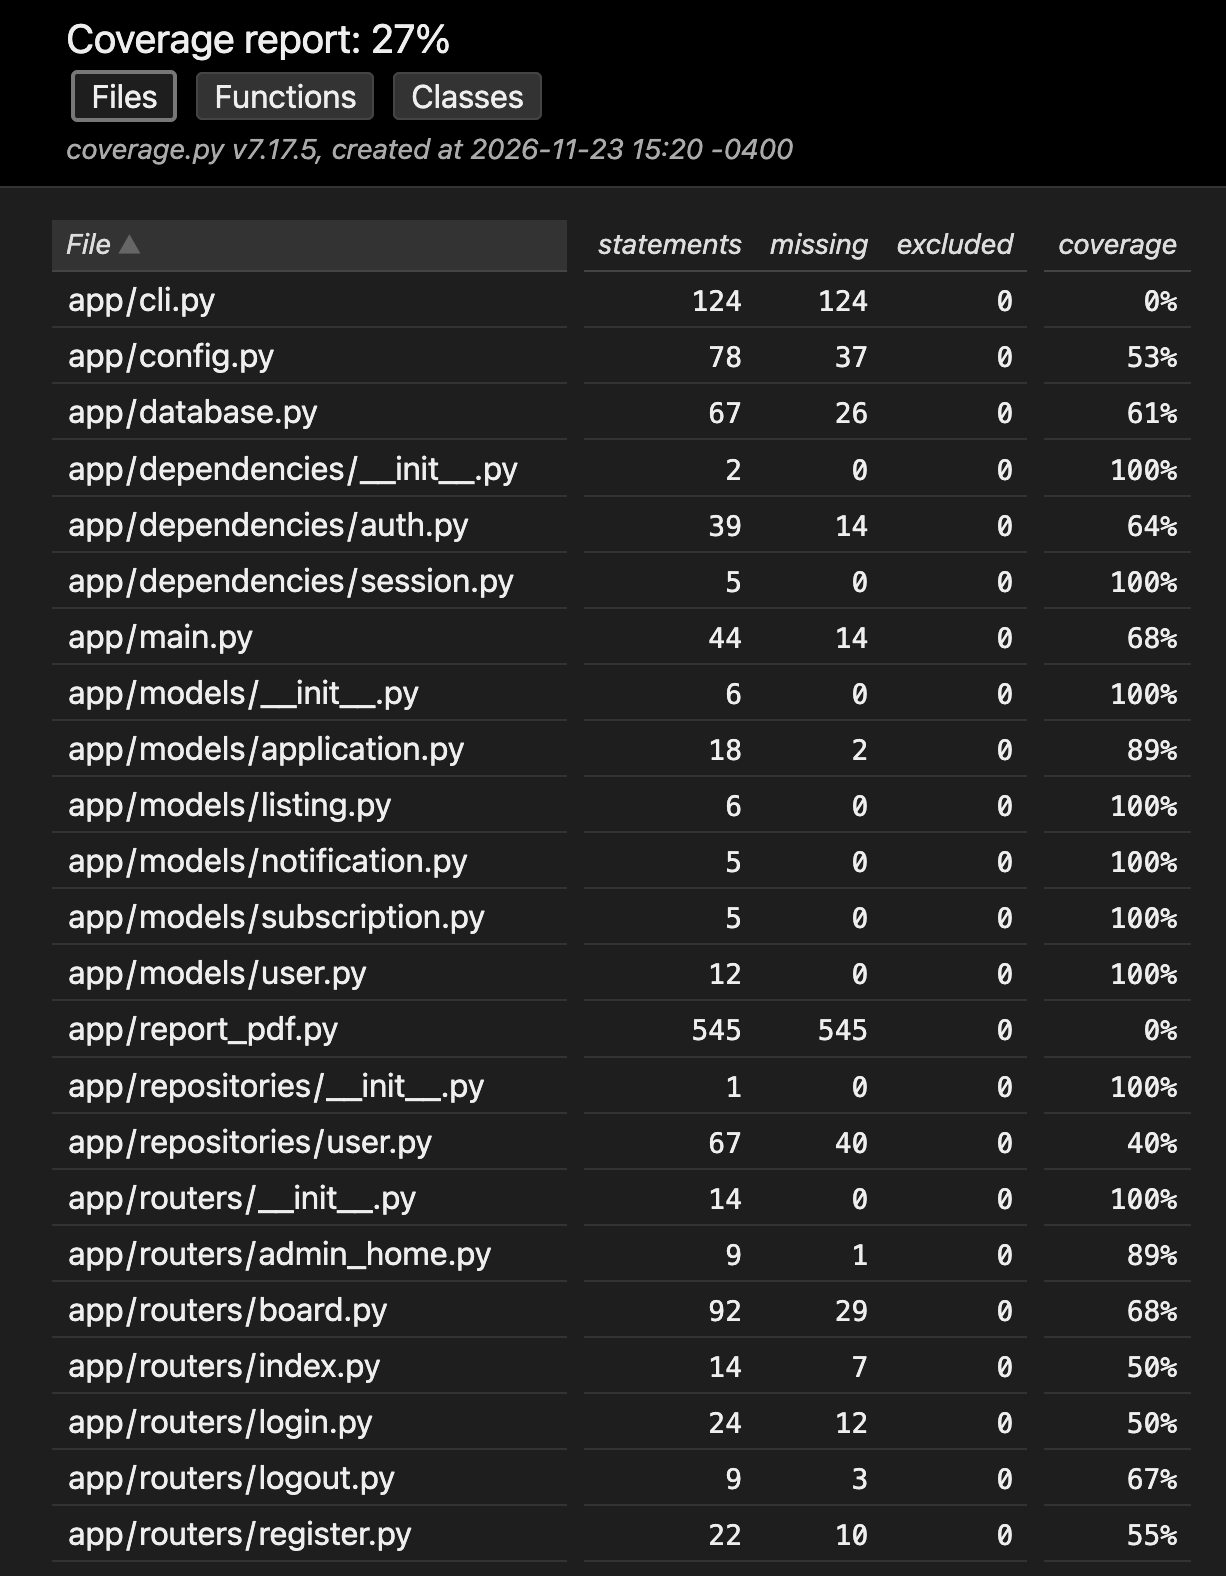 Coverage report: 27%
Files Functions Classes
coverage.py v7.17.5, created at 2026-11-23 15:20 -0400
File ▲ statements missing excluded coverage
app/cli.py 124 124 0 0%
app/config.py 78 37 0 53%
app/database.py 67 26 0 61%
app/dependencies/__init__.py 2 0 0 100%
app/dependencies/auth.py 39 14 0 64%
app/dependencies/session.py 5 0 0 100%
app/main.py 44 14 0 68%
app/models/__init__.py 6 0 0 100%
app/models/application.py 18 2 0 89%
app/models/listing.py 6 0 0 100%
app/models/notification.py 5 0 0 100%
app/models/subscription.py 5 0 0 100%
app/models/user.py 12 0 0 100%
app/report_pdf.py 545 545 0 0%
app/repositories/__init__.py 1 0 0 100%
app/repositories/user.py 67 40 0 40%
app/routers/__init__.py 14 0 0 100%
app/routers/admin_home.py 9 1 0 89%
app/routers/board.py 92 29 0 68%
app/routers/index.py 14 7 0 50%
app/routers/login.py 24 12 0 50%
app/routers/logout.py 9 3 0 67%
app/routers/register.py 22 10 0 55%